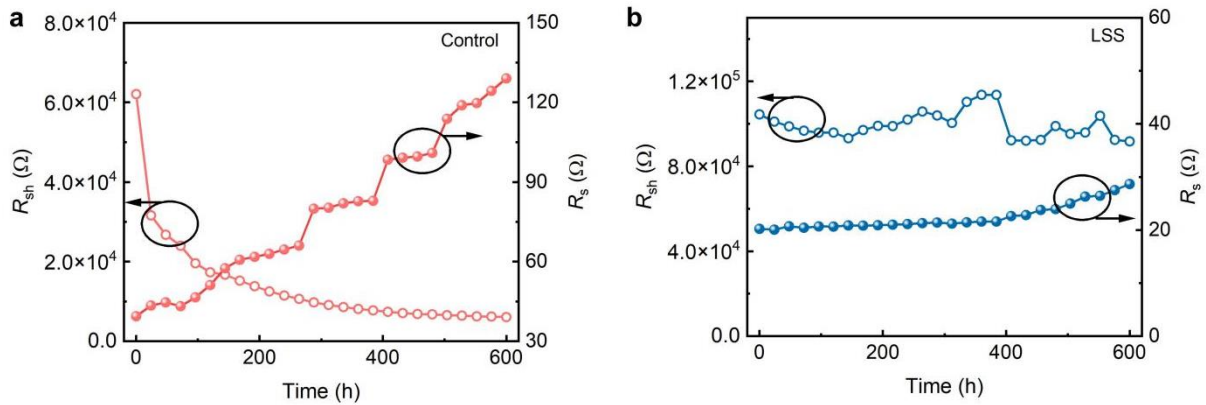 a
Control
8.0×10⁴
6.0×10⁴
4.0×10⁴
2.0×10⁴
0.0
R_sh (Ω)
150
120
90
60
30
R_s (Ω)
0 200 400 600
Time (h)
b
LSS
1.2×10⁵
8.0×10⁴
4.0×10⁴
0.0
R_sh (Ω)
60
40
20
0
R_s (Ω)
0 200 400 600
Time (h)